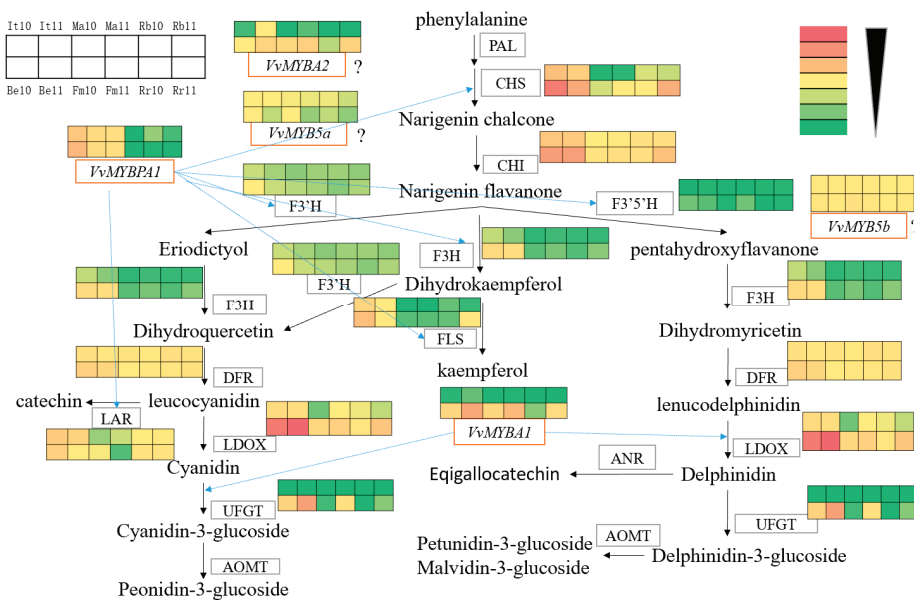 It10 It11 Ma10 Ma11 Rb10 Rb11
Be10 Be11 Fm10 Fm11 Rr10 Rr11
VvMYBA2 ?
VvMYB5a ?
VvMYBPA1
phenylalanine
PAL
CHS
Narigenin chalcone
CHI
Narigenin flavanone
F3’H
F3’5’H
VvMYB5b ?
Eriodictyol
F3H
pentahydroxyflavanone
F3H
F3’H
Dihydrokaempferol
F3H
Dihydroquercetin
FLS
Dihydromyricetin
DFR
kaempferol
DFR
catechin
leucocyanidin
lenucodelphinidin
LAR
VvMYBA1
LDOX
LDOX
Cyanidin
ANR
Eqigallocatechin
Delphinidin
UFGT
UFGT
Cyanidin-3-glucoside
Petunidin-3-glucoside
Malvidin-3-glucoside
AOMT
Delphinidin-3-glucoside
AOMT
Peonidin-3-glucoside